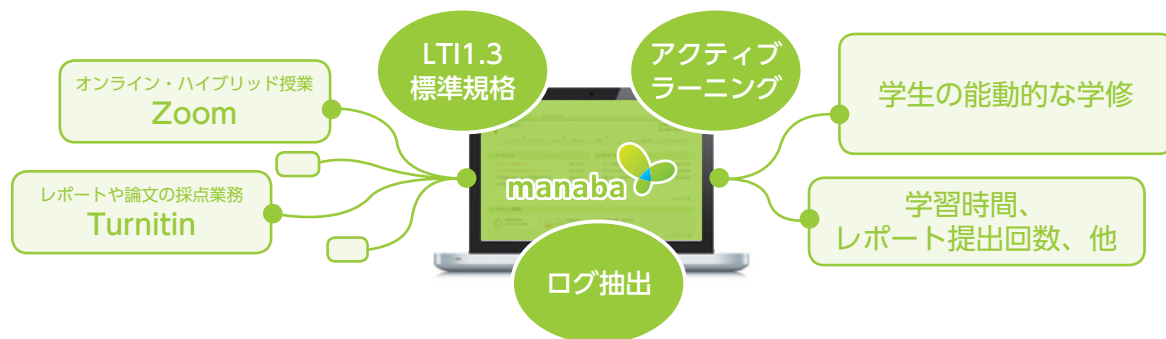 LTI1.3
標準規格
アクティブ
ラーニング
オンライン・ハイブリッド授業
Zoom
レポートや論文の採点業務
Turnitin
manaba
学生の能動的な学修
学習時間、
レポート提出回数、他
ログ抽出